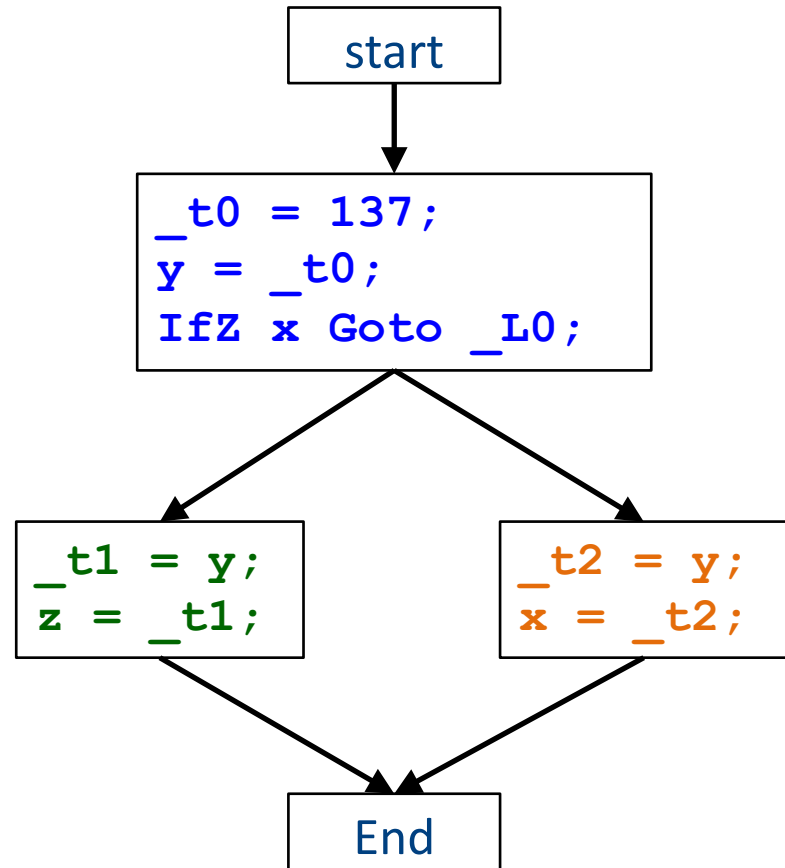 start
_t0 = 137;
y = _t0;
IfZ x Goto _L0;
_t1 = y;
z = _t1;
_t2 = y;
x = _t2;
End